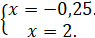 x = −0,25.
x = 2.